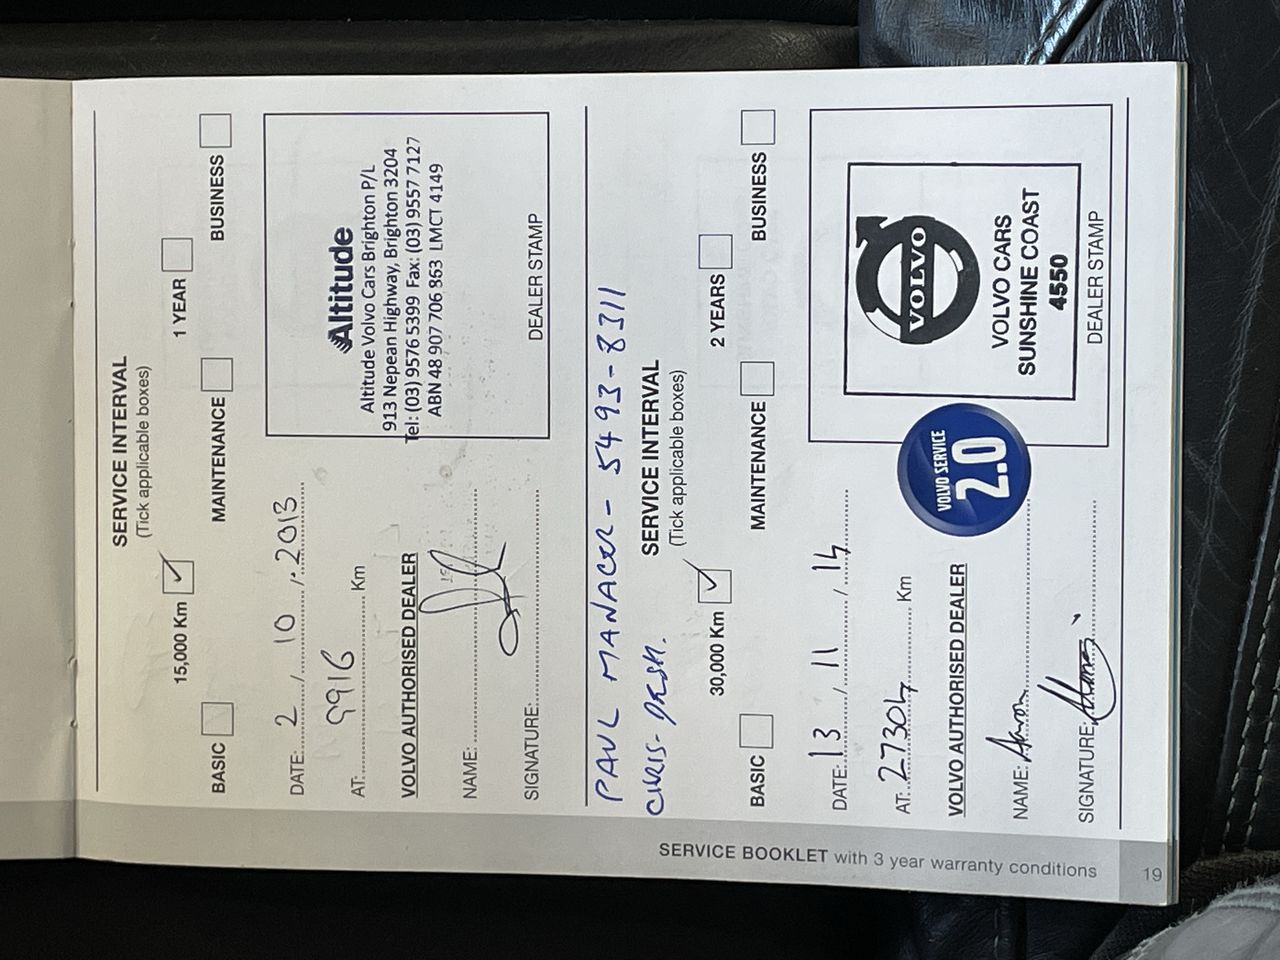 SERVICE INTERVAL
(Tick applicable boxes)
15,000 Km
1 YEAR
BASIC
MAINTENANCE
BUSINESS
DATE: 2 / 10 / 2013
AT: 9916 Km
VOLVO AUTHORISED DEALER
NAME:
SIGNATURE:
Altitude
Altitude Volvo Cars Brighton P/L
913 Nepean Highway, Brighton 3204
Tel: (03) 9576 5399 Fax: (03) 9557 7127
ABN 48 907 706 863 LMCT 4149
DEALER STAMP
PAUL MANAGER - 5493-8311
SERVICE INTERVAL
(Tick applicable boxes)
30,000 Km
2 YEARS
BASIC
MAINTENANCE
BUSINESS
DATE: 13 / 11 / 14
AT: 27304 Km
VOLVO AUTHORISED DEALER
NAME: Aaron
SIGNATURE:
VOLVO SERVICE
2.0
VOLVO
VOLVO CARS
SUNSHINE COAST
4550
DEALER STAMP
SERVICE BOOKLET with 3 year warranty conditions
19